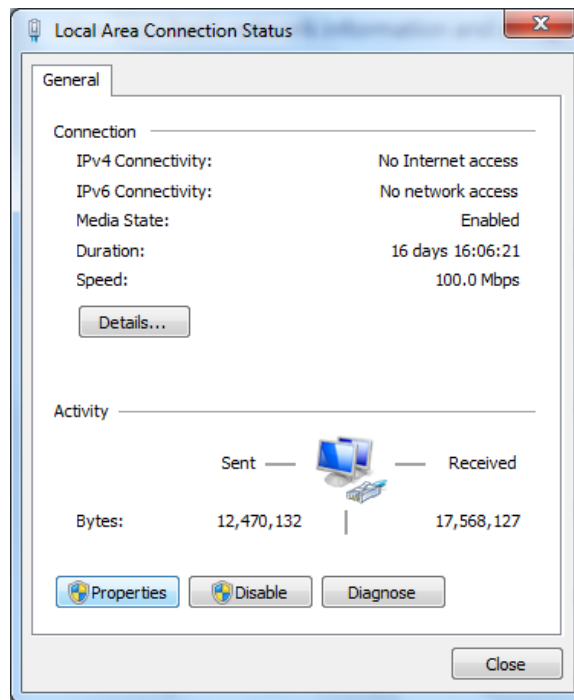 Local Area Connection Status
General
Connection
IPv4 Connectivity: No Internet access
IPv6 Connectivity: No network access
Media State: Enabled
Duration: 16 days 16:06:21
Speed: 100.0 Mbps
Details...
Activity
Sent Received
Bytes: 12,470,132 17,568,127
Properties Disable Diagnose
Close